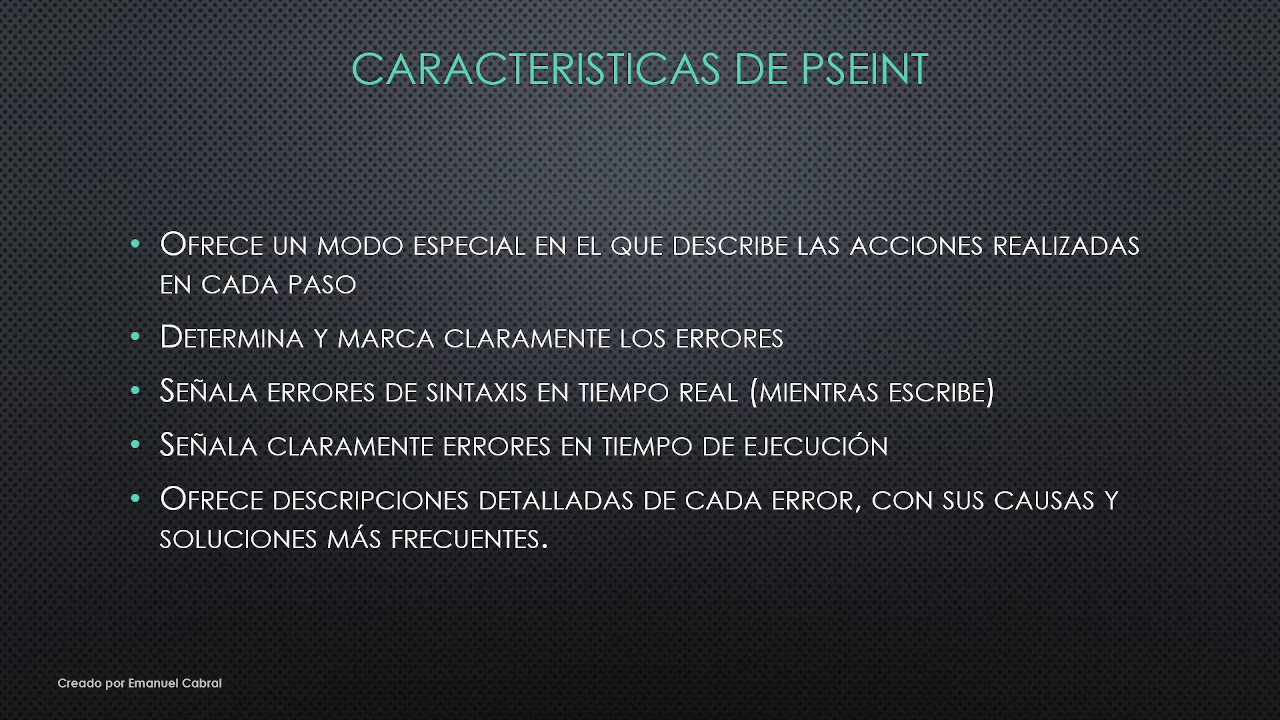 CARACTERISTICAS DE PSEINT
• OFRECE UN MODO ESPECIAL EN EL QUE DESCRIBE LAS ACCIONES REALIZADAS
EN CADA PASO
• DETERMINA Y MARCA CLARAMENTE LOS ERRORES
• SEÑALA ERRORES DE SINTAXIS EN TIEMPO REAL (MIENTRAS ESCRIBE)
• SEÑALA CLARAMENTE ERRORES EN TIEMPO DE EJECUCIÓN
• OFRECE DESCRIPCIONES DETALLADAS DE CADA ERROR, CON SUS CAUSAS Y
SOLUCIONES MÁS FRECUENTES.
Creado por Emanuel Cabral